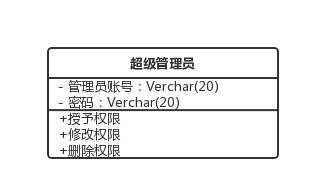 超级管理员
- 管理员账号：Verchar(20)
- 密码：Verchar(20)
+授予权限
+修改权限
+删除权限